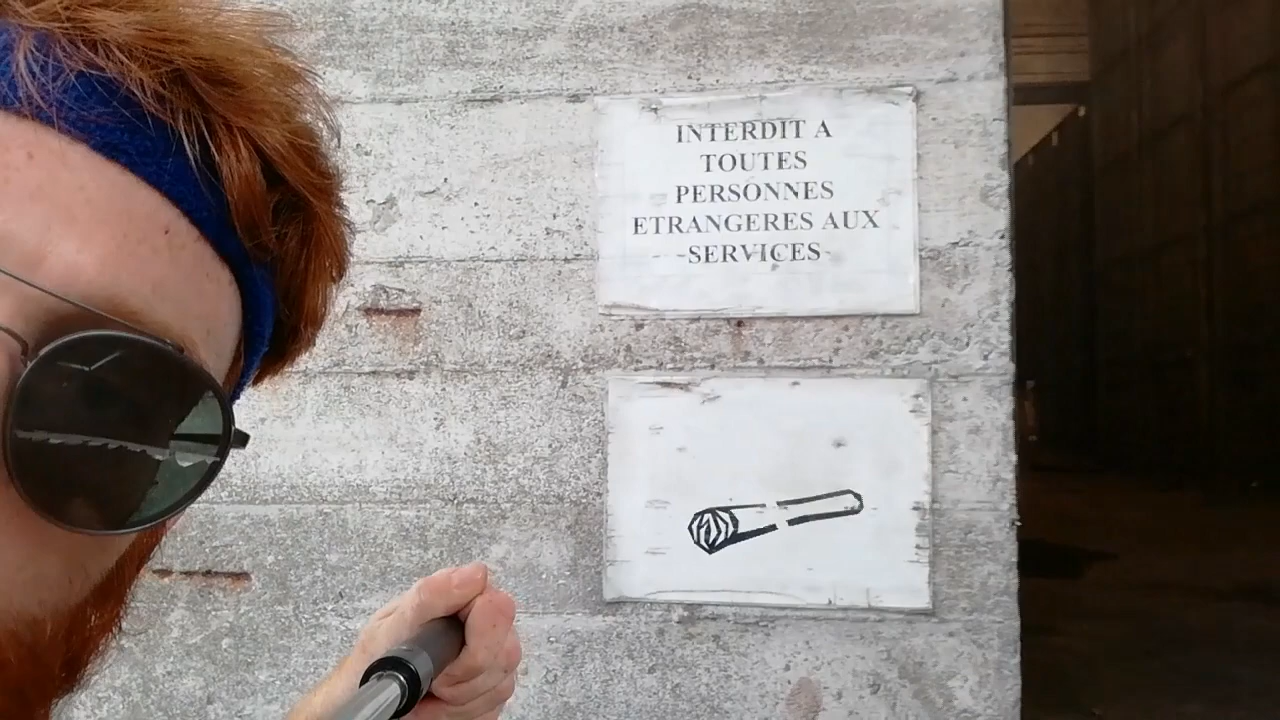 INTERDIT A
TOUTES
PERSONNES
ETRANGERES AUX
SERVICES